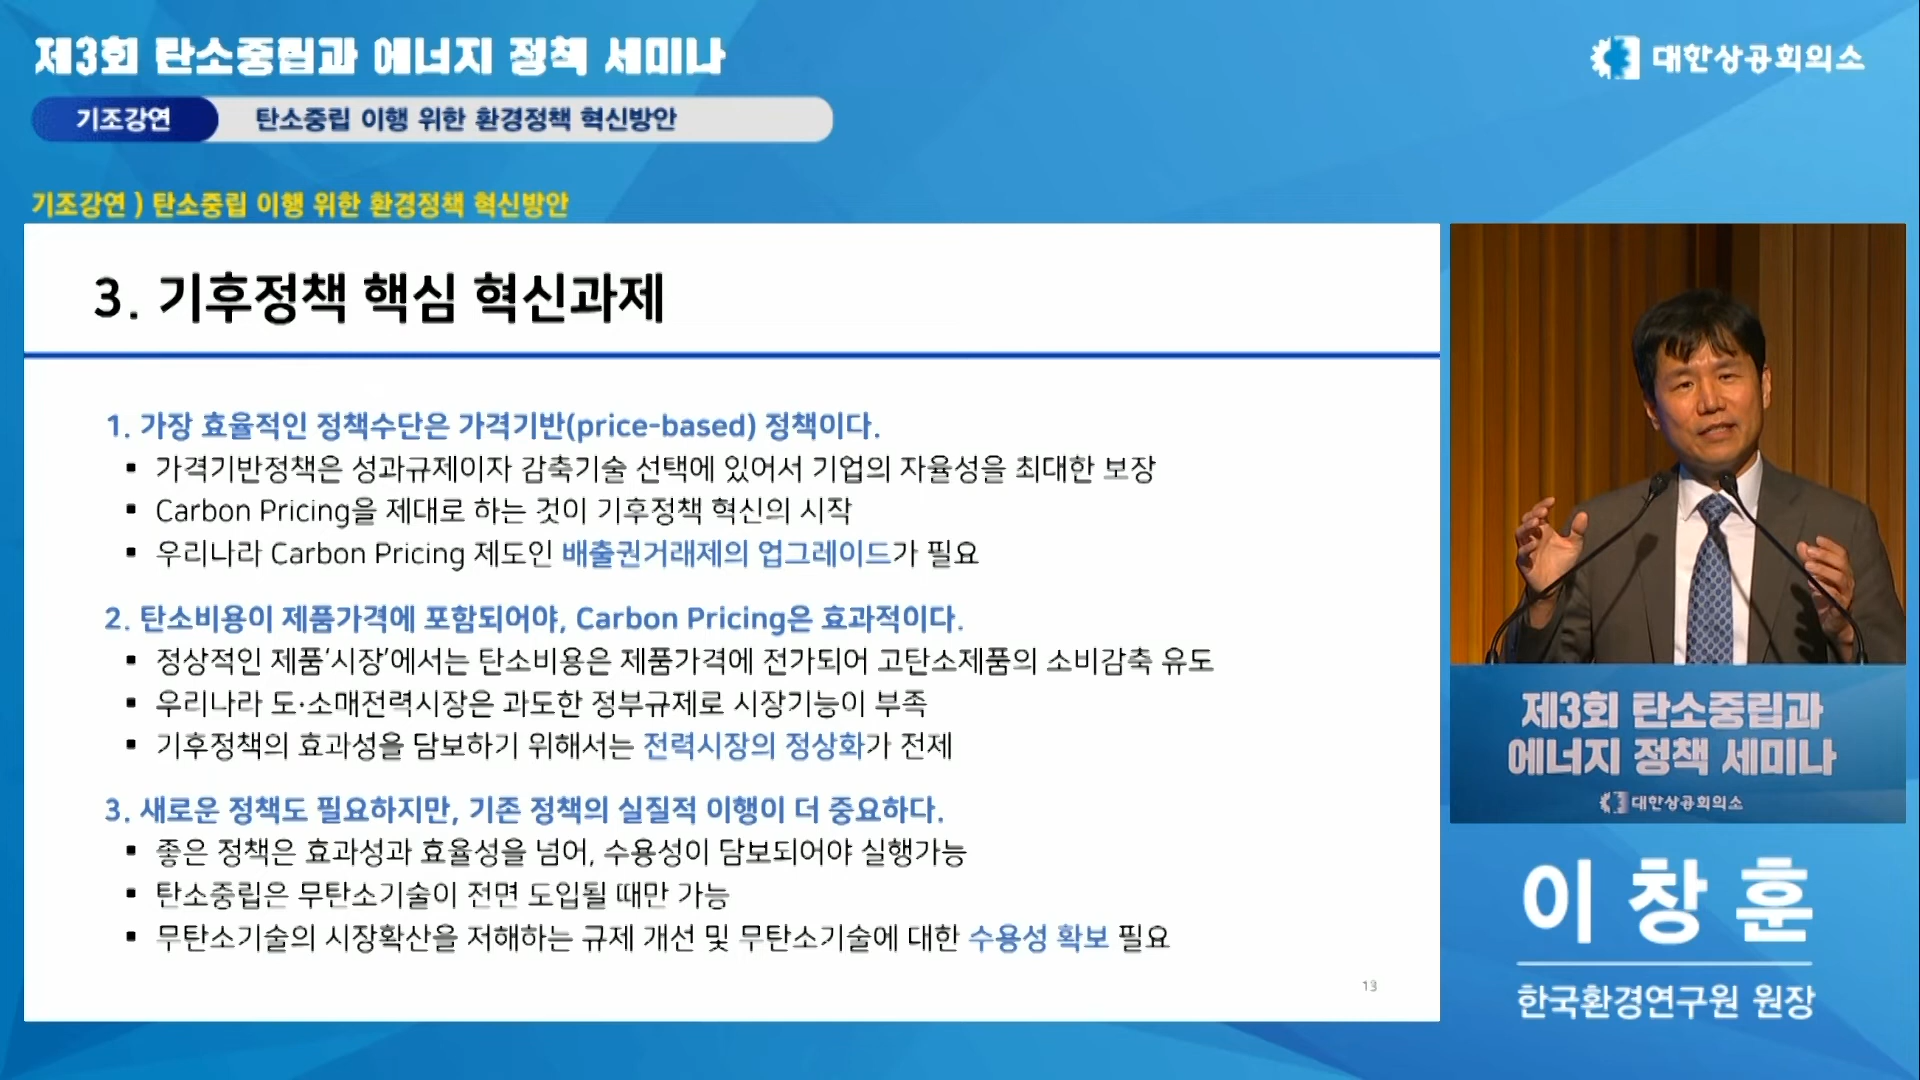 제3회 탄소중립과 에너지 정책 세미나
대한상공회의소
기조강연
탄소중립 이행 위한 환경정책 혁신방안
기조강연 ) 탄소중립 이행 위한 환경정책 혁신방안
3. 기후정책 핵심 혁신과제
1. 가장 효율적인 정책수단은 가격기반(price-based) 정책이다.
▪ 가격기반정책은 성과규제이자 감축기술 선택에 있어서 기업의 자율성을 최대한 보장
▪ Carbon Pricing을 제대로 하는 것이 기후정책 혁신의 시작
▪ 우리나라 Carbon Pricing 제도인 배출권거래제의 업그레이드가 필요
2. 탄소비용이 제품가격에 포함되어야, Carbon Pricing은 효과적이다.
▪ 정상적인 제품‘시장’에서는 탄소비용은 제품가격에 전가되어 고탄소제품의 소비감축 유도
▪ 우리나라 도·소매전력시장은 과도한 정부규제로 시장기능이 부족
▪ 기후정책의 효과성을 담보하기 위해서는 전력시장의 정상화가 전제
3. 새로운 정책도 필요하지만, 기존 정책의 실질적 이행이 더 중요하다.
▪ 좋은 정책은 효과성과 효율성을 넘어, 수용성이 담보되어야 실행가능
▪ 탄소중립은 무탄소기술이 전면 도입될 때만 가능
▪ 무탄소기술의 시장확산을 저해하는 규제 개선 및 무탄소기술에 대한 수용성 확보 필요
13
제3회 탄소중립과
에너지 정책 세미나
대한상공회의소
이 창 훈
한국환경연구원 원장